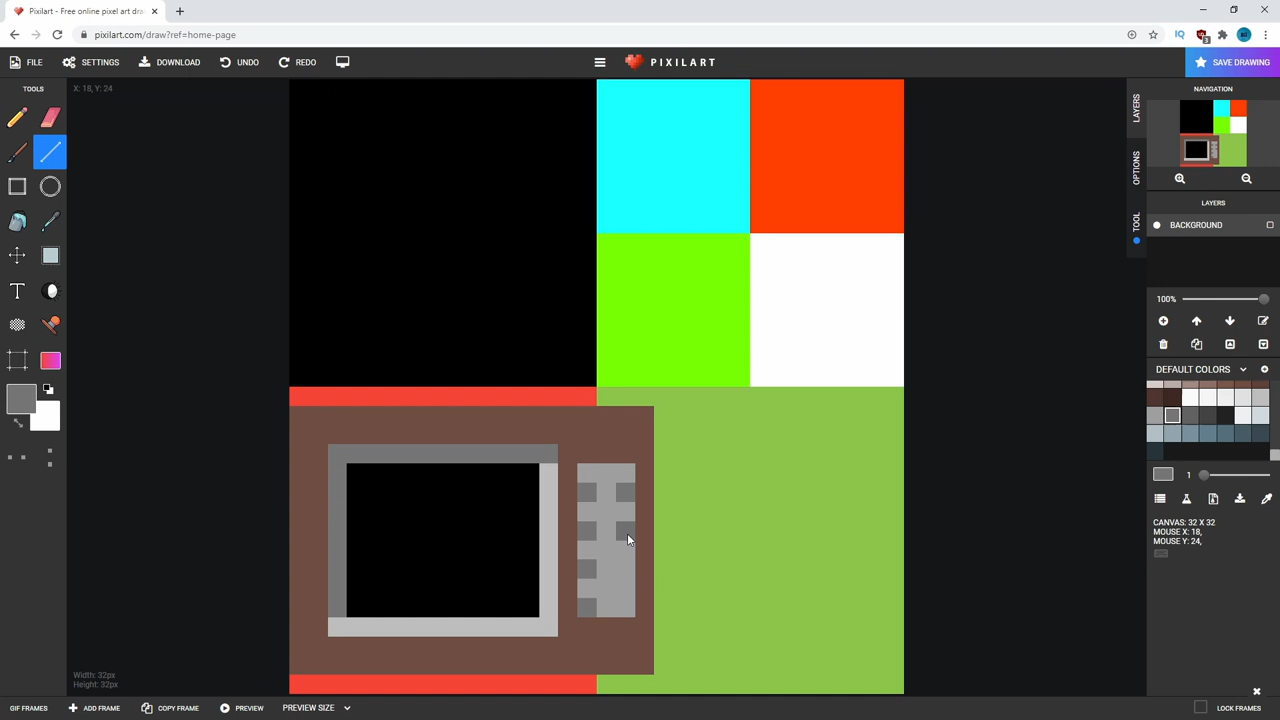 Pixilart - Free online pixel art dra
pixilart.com/draw?ref=home-page
FILE
SETTINGS
DOWNLOAD
UNDO
REDO
PIXILART
SAVE DRAWING
TOOLS
X: 18, Y: 24
LAYERS
OPTIONS
TOOL
NAVIGATION
LAYERS
BACKGROUND
100%
DEFAULT COLORS
1
CANVAS: 32 X 32
MOUSE X: 18,
MOUSE Y: 24,
Width: 32px
Height: 32px
GIF FRAMES
ADD FRAME
COPY FRAME
PREVIEW
PREVIEW SIZE
LOCK FRAMES